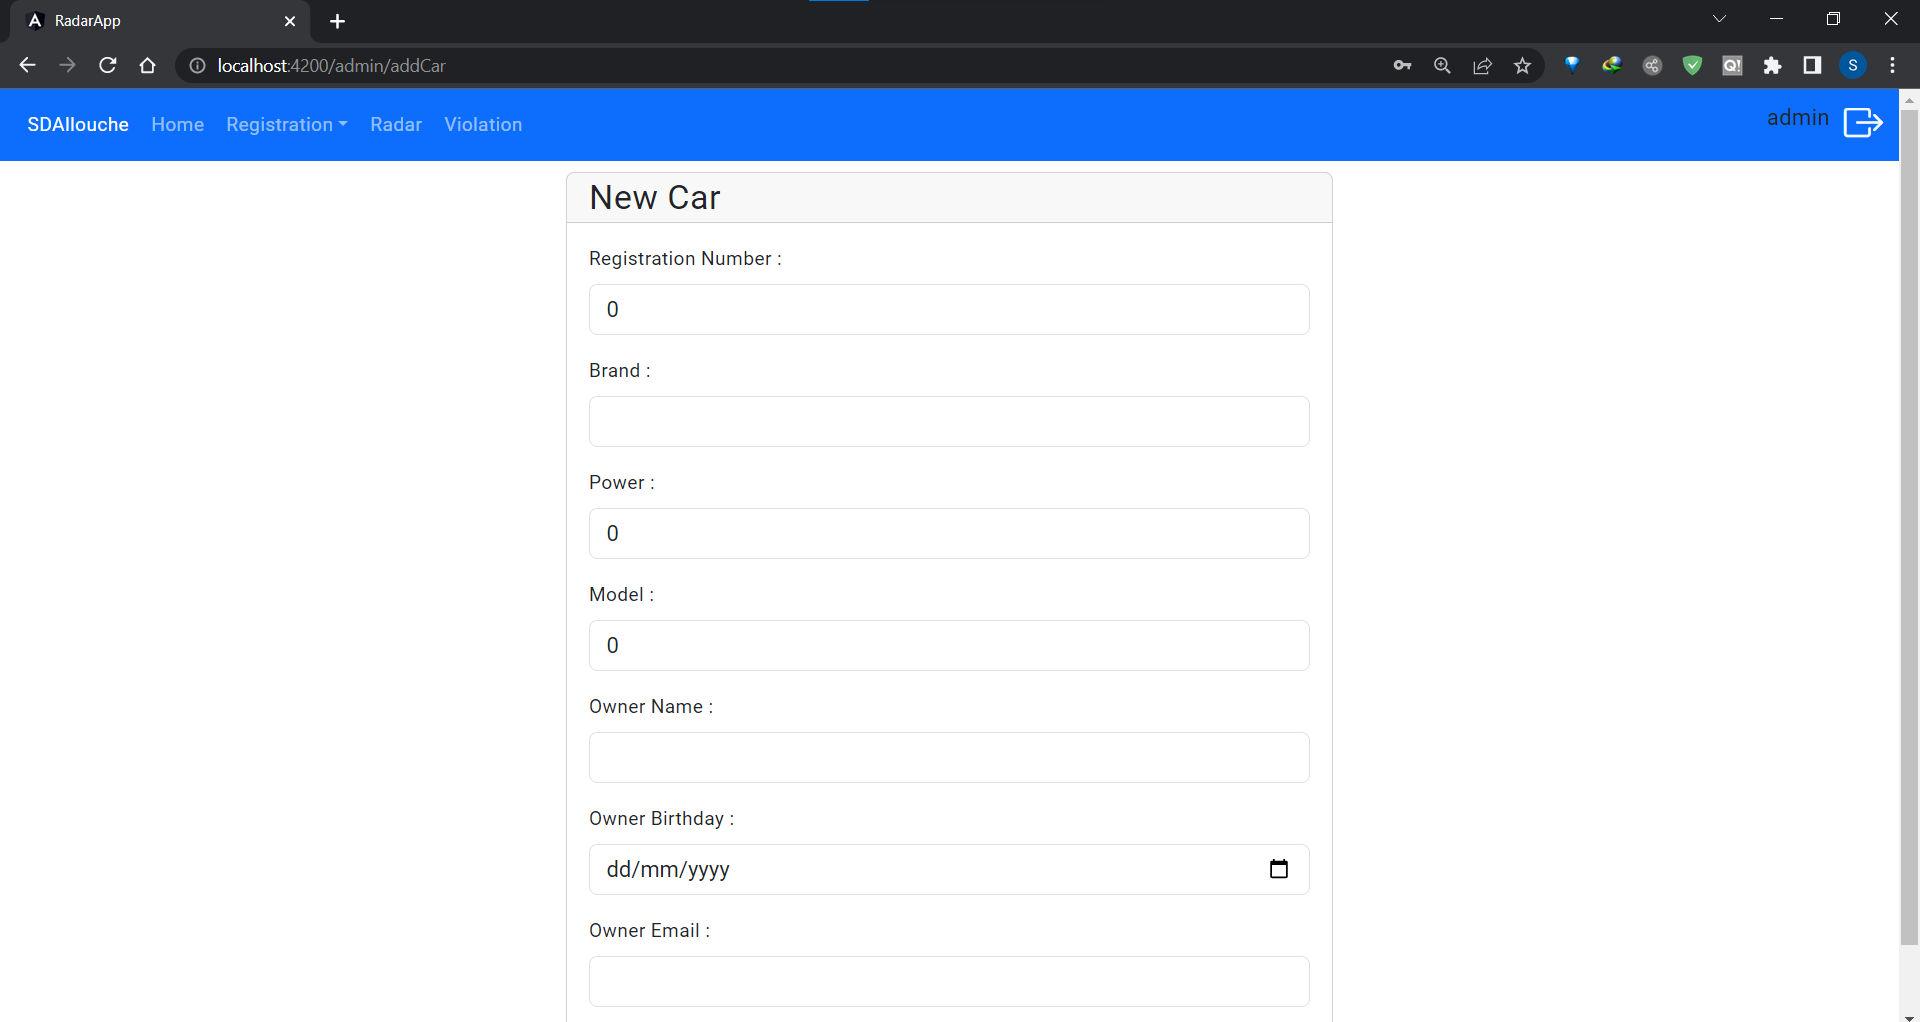 RadarApp
localhost:4200/admin/addCar
Q!
S
SDAllouche Home Registration Radar Violation admin
New Car
Registration Number :
0
Brand :
Power :
0
Model :
0
Owner Name :
Owner Birthday :
dd/mm/yyyy
Owner Email :